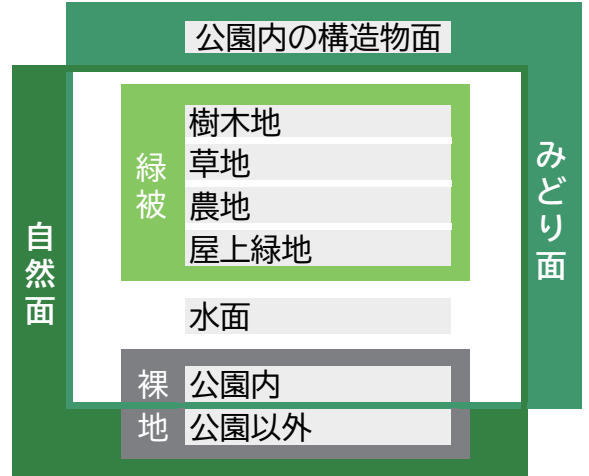 公園内の構造物面
緑被
樹木地
草地
農地
屋上緑地
水面
裸地
公園内
公園以外
自然面
みどり面